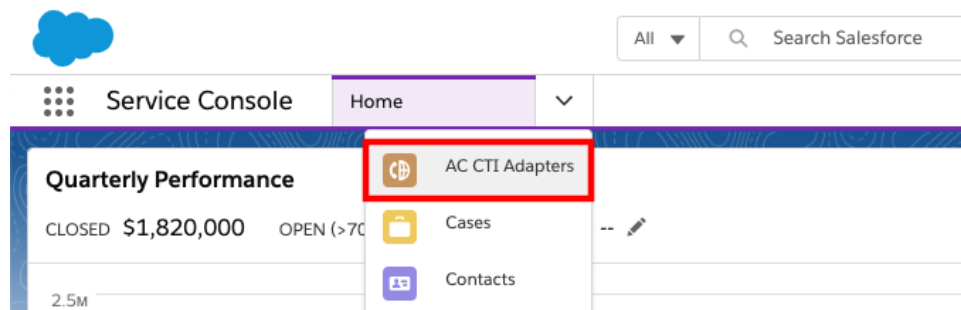 All
Search Salesforce
Service Console
Home
AC CTI Adapters
Quarterly Performance
Cases
CLOSED $1,820,000 OPEN (>70
--
Contacts
2.5M